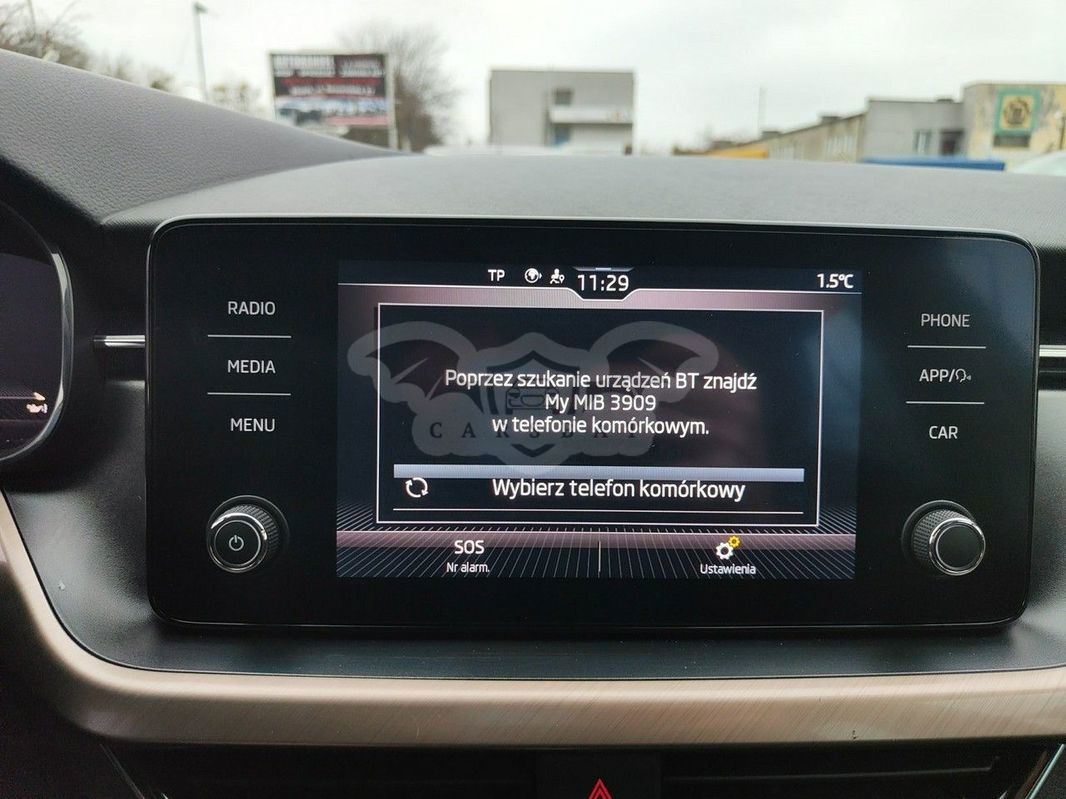 TP
11:29
1.5°C
RADIO
MEDIA
MENU
PHONE
APP/
CAR
Poprzez szukanie urządzeń BT znajdź
My MIB 3909
w telefonie komórkowym.
Wybierz telefon komórkowy
SOS
Nr alarm.
Ustawienia